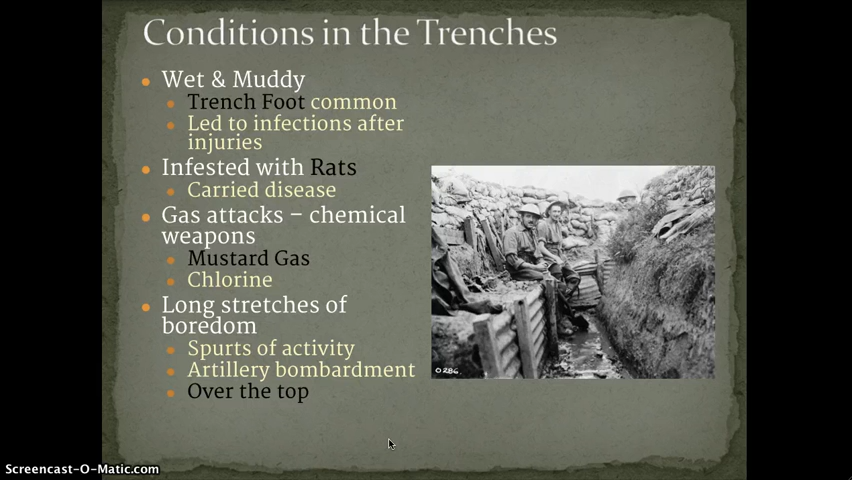 Conditions in the Trenches
Wet & Muddy
Trench Foot common
Led to infections after
injuries
Infested with Rats
Carried disease
Gas attacks – chemical
weapons
Mustard Gas
Chlorine
Long stretches of
boredom
Spurts of activity
Artillery bombardment
Over the top
O286.
Screencast-O-Matic.com